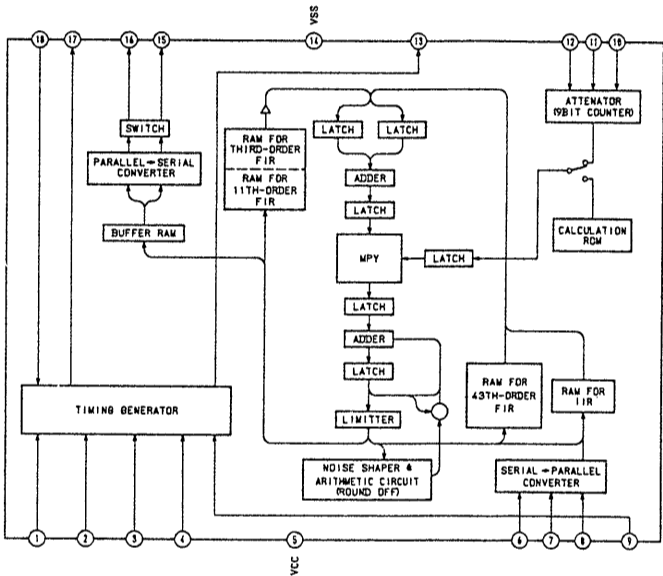 VSS
18 17 16 15 14 13 12 11 10
SWITCH
PARALLEL→SERIAL
CONVERTER
BUFFER RAM
RAM FOR
THIRD-ORDER
FIR
RAM FOR
11TH-ORDER
FIR
LATCH LATCH
ADDER
LATCH
MPY
LATCH
ATTENATOR
(9BIT COUNTER)
CALCULATION
ROM
LATCH
ADDER
LATCH
LIMITTER
NOISE SHAPER &
ARITHMETIC CIRCUIT
(ROUND OFF)
RAM FOR
43TH-ORDER
FIR
RAM FOR
IIR
SERIAL→PARALLEL
CONVERTER
TIMING GENERATOR
1 2 3 4 5 6 7 8 9
VCC